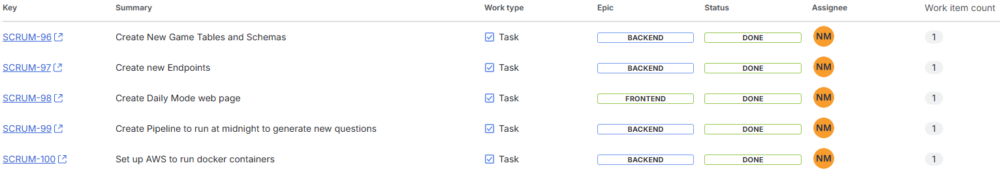 Key Summary Work type Epic Status Assignee Work item count
SCRUM-96 Create New Game Tables and Schemas Task BACKEND DONE NM 1
SCRUM-97 Create new Endpoints Task BACKEND DONE NM 1
SCRUM-98 Create Daily Mode web page Task FRONTEND DONE NM 1
SCRUM-99 Create Pipeline to run at midnight to generate new questions Task BACKEND DONE NM 1
SCRUM-100 Set up AWS to run docker containers Task BACKEND DONE NM 1